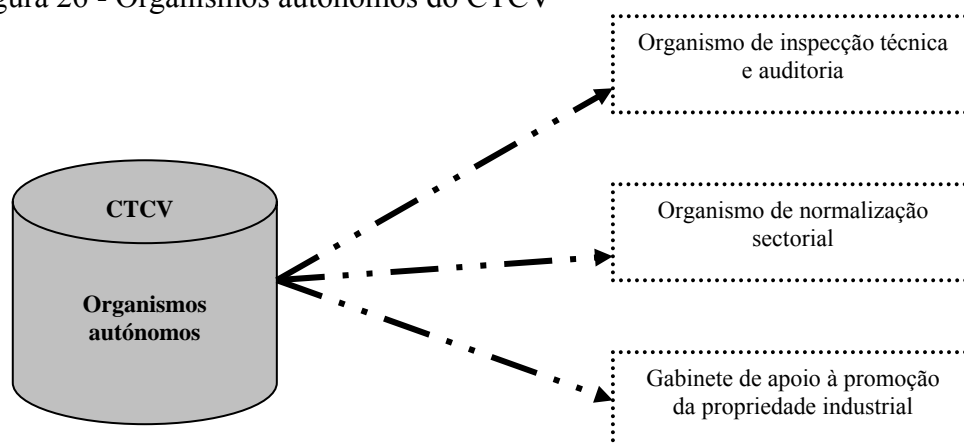 gura 26 - Organismos autónomos do CTCV
Organismo de inspecção técnica
e auditoria
CTCV
Organismos
autónomos
Organismo de normalização
sectorial
Gabinete de apoio à promoção
da propriedade industrial